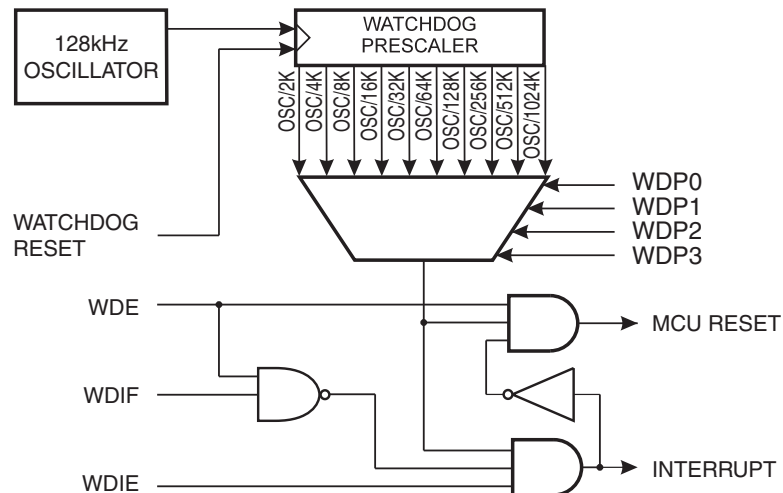 128kHz
OSCILLATOR
WATCHDOG
PRESCALER
OSC/2K
OSC/4K
OSC/8K
OSC/16K
OSC/32K
OSC/64K
OSC/128K
OSC/256K
OSC/512K
OSC/1024K
WATCHDOG
RESET
WDP0
WDP1
WDP2
WDP3
WDE
MCU RESET
WDIF
WDIE
INTERRUPT